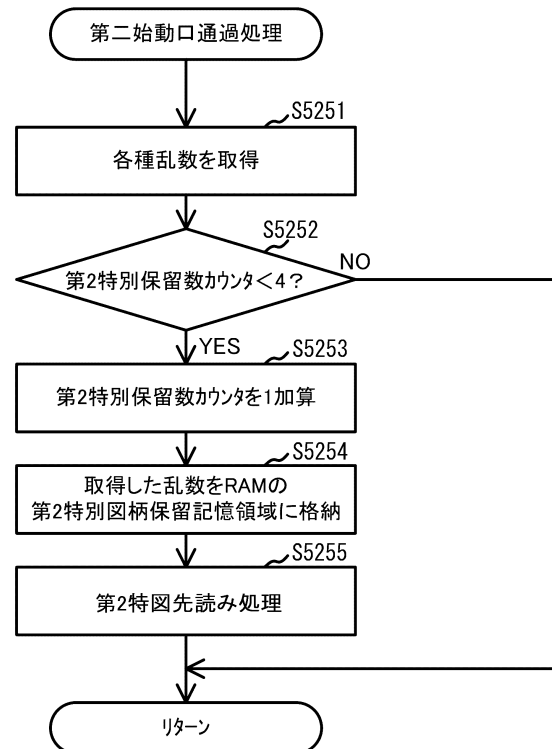 第二始動口通過処理
S5251
各種乱数を取得
S5252
第2特別保留数カウンタ<4?
NO
YES
S5253
第2特別保留数カウンタを1加算
S5254
取得した乱数をRAMの
第2特別図柄保留記憶領域に格納
S5255
第2特図先読み処理
リターン